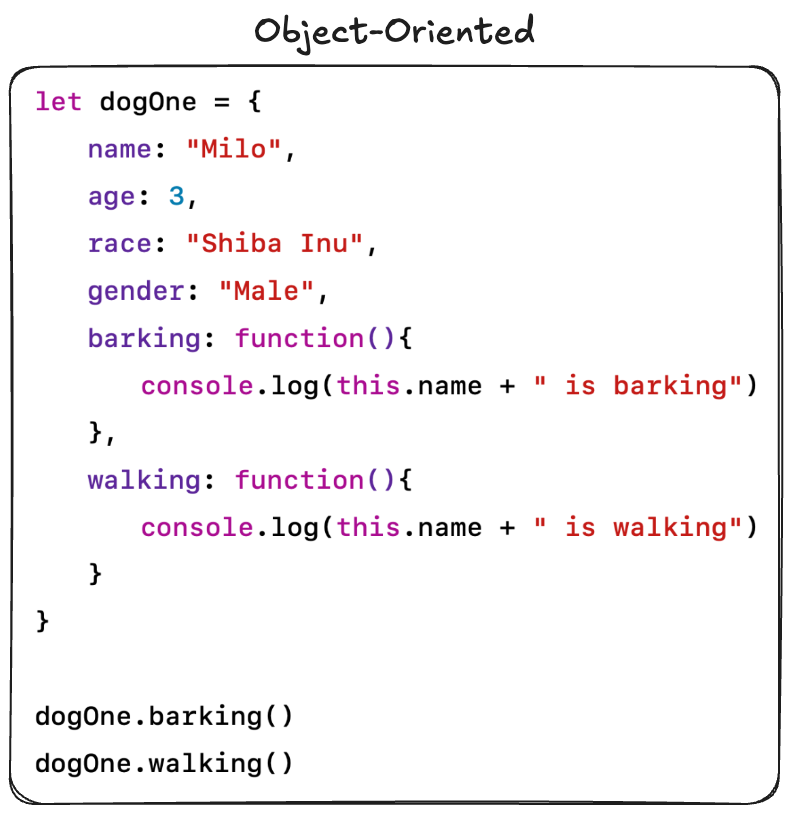 Object-Oriented
let dogOne = {
name: "Milo",
age: 3,
race: "Shiba Inu",
gender: "Male",
barking: function(){
console.log(this.name + " is barking")
},
walking: function(){
console.log(this.name + " is walking")
}
}
dogOne.barking()
dogOne.walking()